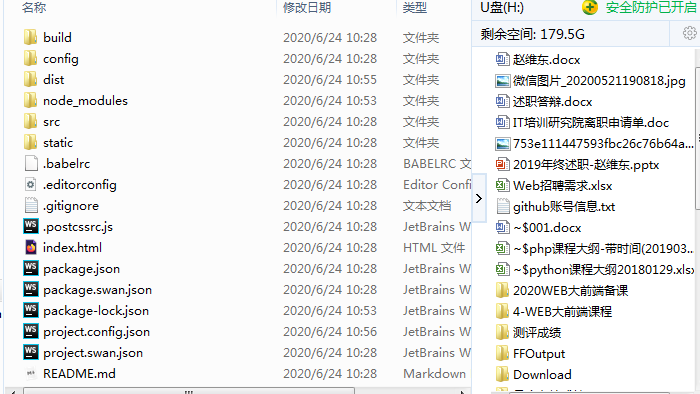 名称 修改日期 类型
build 2020/6/24 10:28 文件夹
config 2020/6/24 10:28 文件夹
dist 2020/6/24 10:55 文件夹
node_modules 2020/6/24 10:53 文件夹
src 2020/6/24 10:28 文件夹
static 2020/6/24 10:28 文件夹
.babelrc 2020/6/24 10:28 BABELRC 文
.editorconfig 2020/6/24 10:28 Editor Confi
.gitignore 2020/6/24 10:28 文本文档
.postcssrc.js 2020/6/24 10:28 JetBrains W
index.html 2020/6/24 10:28 HTML 文件
package.json 2020/6/24 10:28 JetBrains W
package.swan.json 2020/6/24 10:28 JetBrains W
package-lock.json 2020/6/24 10:53 JetBrains W
project.config.json 2020/6/24 10:56 JetBrains W
project.swan.json 2020/6/24 10:28 JetBrains W
README.md 2020/6/24 10:28 Markdown
U盘(H:) 安全防护已开启
剩余空间: 179.5G
赵维东.docx
微信图片_20200521190818.jpg
述职答辩.docx
IT培训研究院离职申请单.doc
753e111447593fbc26c76b64a...
2019年终述职-赵维东.pptx
Web招聘需求.xlsx
github账号信息.txt
~$001.docx
~$php课程大纲-带时间(201903...
~$python课程大纲20180129.xlsx
2020WEB大前端备课
4-WEB大前端课程
测评成绩
FFOutput
Download